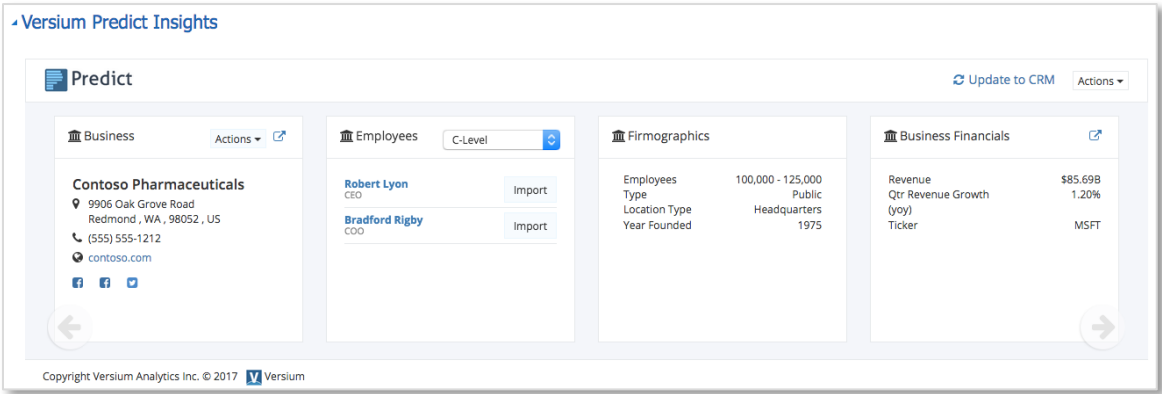 Versium Predict Insights
Predict
Update to CRM
Actions
Business
Actions
Contoso Pharmaceuticals
9906 Oak Grove Road
Redmond , WA , 98052 , US
(555) 555-1212
contoso.com
Employees
C-Level
Robert Lyon
CEO
Import
Bradford Rigby
COO
Import
Firmographics
Employees 100,000 - 125,000
Type Public
Location Type Headquarters
Year Founded 1975
Business Financials
Revenue $85.69B
Qtr Revenue Growth 1.20%
(yoy)
Ticker MSFT
Copyright Versium Analytics Inc. © 2017 Versium